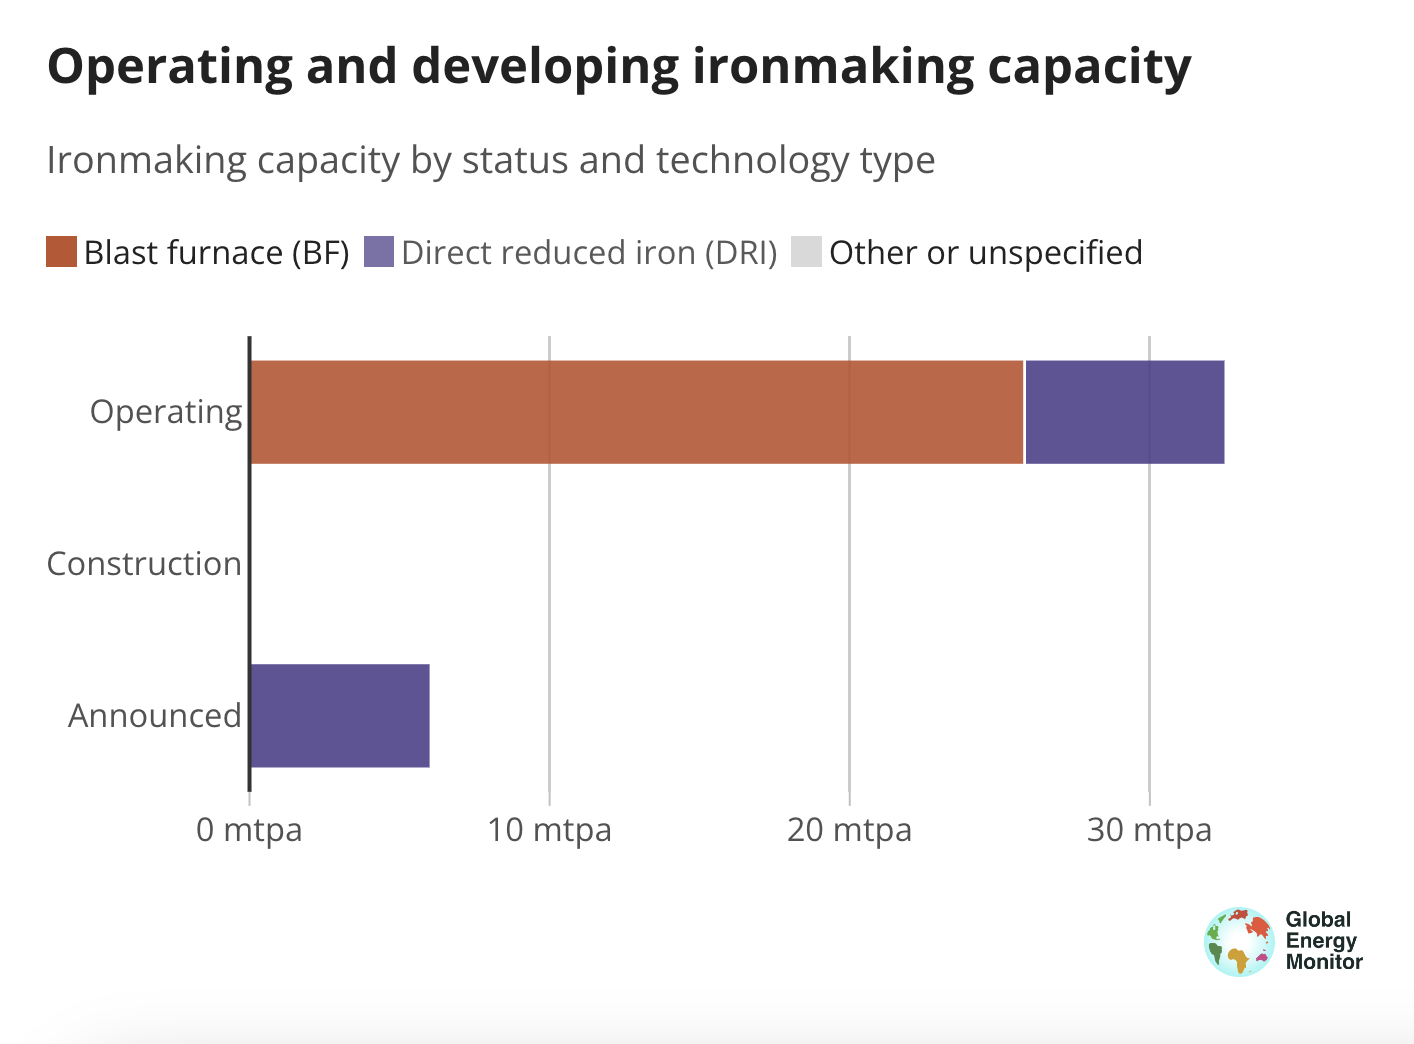 Operating and developing ironmaking capacity
Ironmaking capacity by status and technology type
Blast furnace (BF) Direct reduced iron (DRI) Other or unspecified
Operating
Construction
Announced
0 mtpa 10 mtpa 20 mtpa 30 mtpa
Global
Energy
Monitor